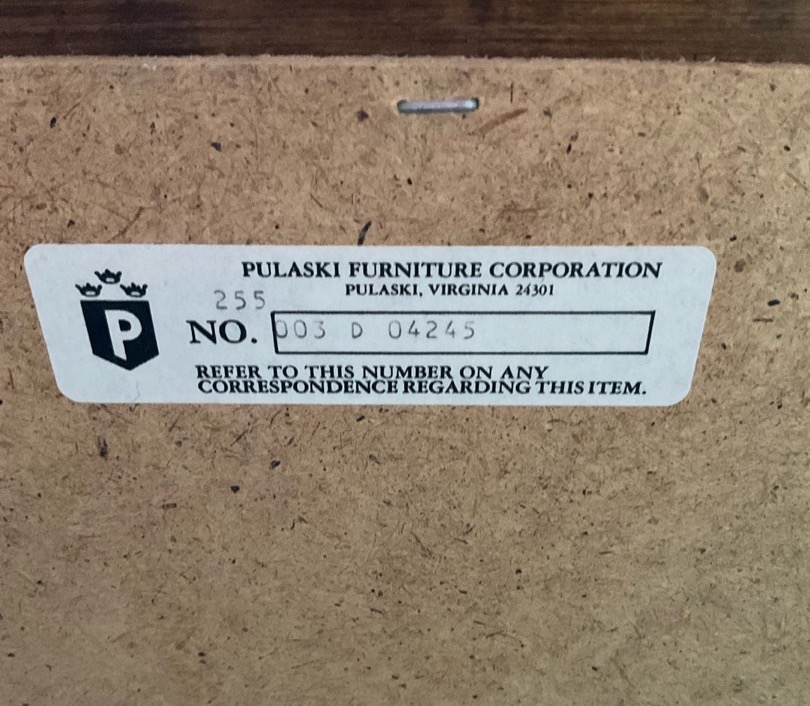 PULASKI FURNITURE CORPORATION
PULASKI, VIRGINIA 24301
255
P
NO. 003 D 04245
REFER TO THIS NUMBER ON ANY
CORRESPONDENCE REGARDING THIS ITEM.